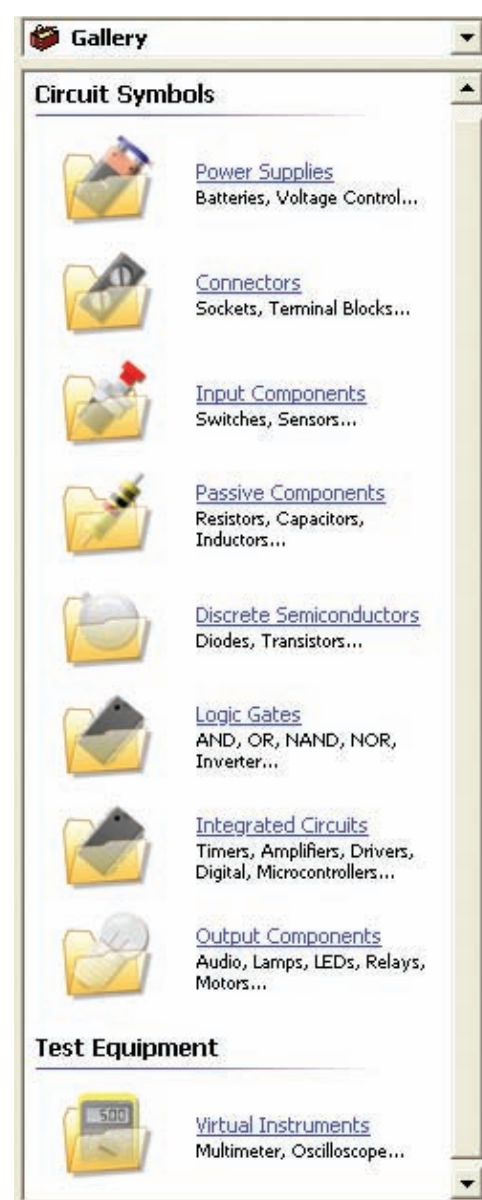 Gallery
Circuit Symbols
Power Supplies
Batteries, Voltage Control...
Connectors
Sockets, Terminal Blocks...
Input Components
Switches, Sensors...
Passive Components
Resistors, Capacitors,
Inductors...
Discrete Semiconductors
Diodes, Transistors...
Logic Gates
AND, OR, NAND, NOR,
Inverter...
Integrated Circuits
Timers, Amplifiers, Drivers,
Digital, Microcontrollers...
Output Components
Audio, Lamps, LEDs, Relays,
Motors...
Test Equipment
500
Virtual Instruments
Multimeter, Oscilloscope...